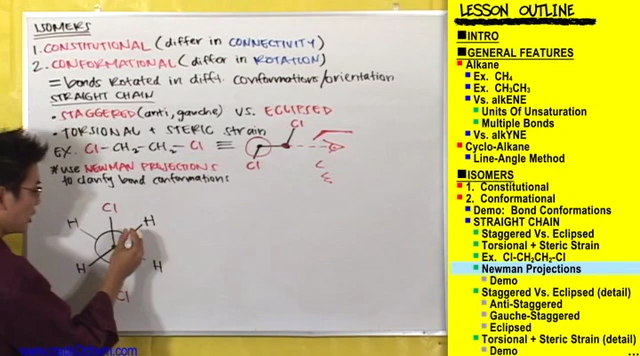 ISOMERS
1. CONSTITUTIONAL (differ in CONNECTIVITY)
2. CONFORMATIONAL (differ in ROTATION)
= bonds Rotated in diff't conformations/orientation
STRAIGHT CHAIN
• STAGGERED (anti, gauche) VS. ECLIPSED
• TORSIONAL + STERIC strain
EX. Cl-CH2-CH2-Cl ≡
Cl
Cl
*USE NEWMAN PROJECTIONS
to clarify bond conformations
Cl
H
H
H
H
Cl
LESSON OUTLINE
INTRO
GENERAL FEATURES
Alkane
Ex. CH4
Ex. CH3CH3
Vs. alkENE
Units Of Unsaturation
Multiple Bonds
Vs. alkYNE
Cyclo-Alkane
Line-Angle Method
ISOMERS
1. Constitutional
2. Conformational
Demo: Bond Conformations
STRAIGHT CHAIN
Staggered Vs. Eclipsed
Torsional + Steric Strain
Ex. Cl-CH2CH2-Cl
Newman Projections
Demo
Staggered Vs. Eclipsed (detail)
Anti-Staggered
Gauche-Staggered
Eclipsed
Torsional + Steric Strain (detail)
Demo
...